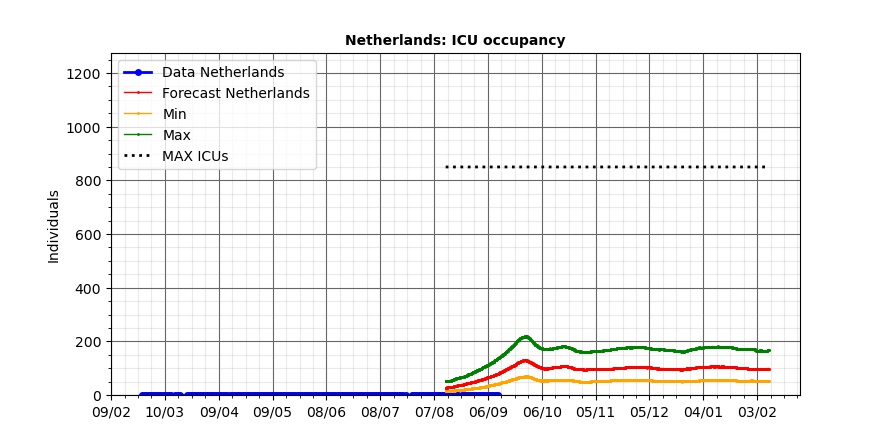 Netherlands: ICU occupancy
Data Netherlands
Forecast Netherlands
Min
Max
MAX ICUs
Individuals
1200
1000
800
600
400
200
0
09/02 10/03 09/04 09/05 08/06 08/07 07/08 06/09 06/10 05/11 05/12 04/01 03/02